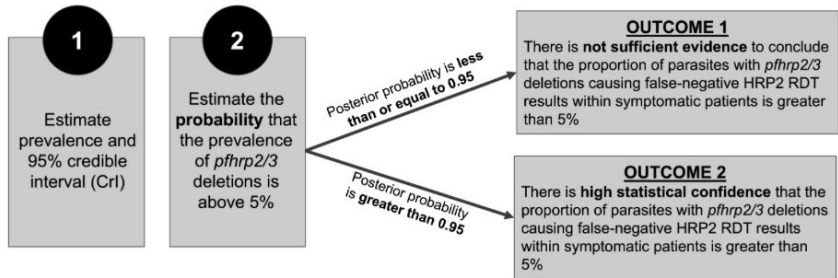 1
Estimate
prevalence and
95% credible
interval (CrI)
2
Estimate the
probability that
the prevalence
of pfhrp2/3
deletions is
above 5%
Posterior probability is less
than or equal to 0.95
Posterior probability
is greater than 0.95
OUTCOME 1
There is not sufficient evidence to conclude
that the proportion of parasites with pfhrp2/3
deletions causing false-negative HRP2 RDT
results within symptomatic patients is greater
than 5%
OUTCOME 2
There is high statistical confidence that the
proportion of parasites with pfhrp2/3 deletions
causing false-negative HRP2 RDT results
within symptomatic patients is greater than
5%